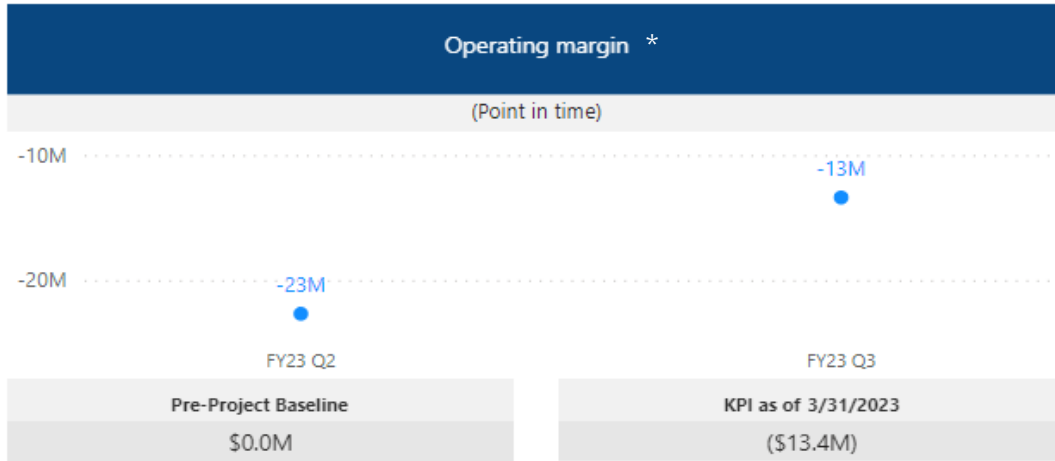 Operating margin *
(Point in time)
-10M
-13M
-20M
-23M
FY23 Q2 FY23 Q3
Pre-Project Baseline KPI as of 3/31/2023
$0.0M ($13.4M)